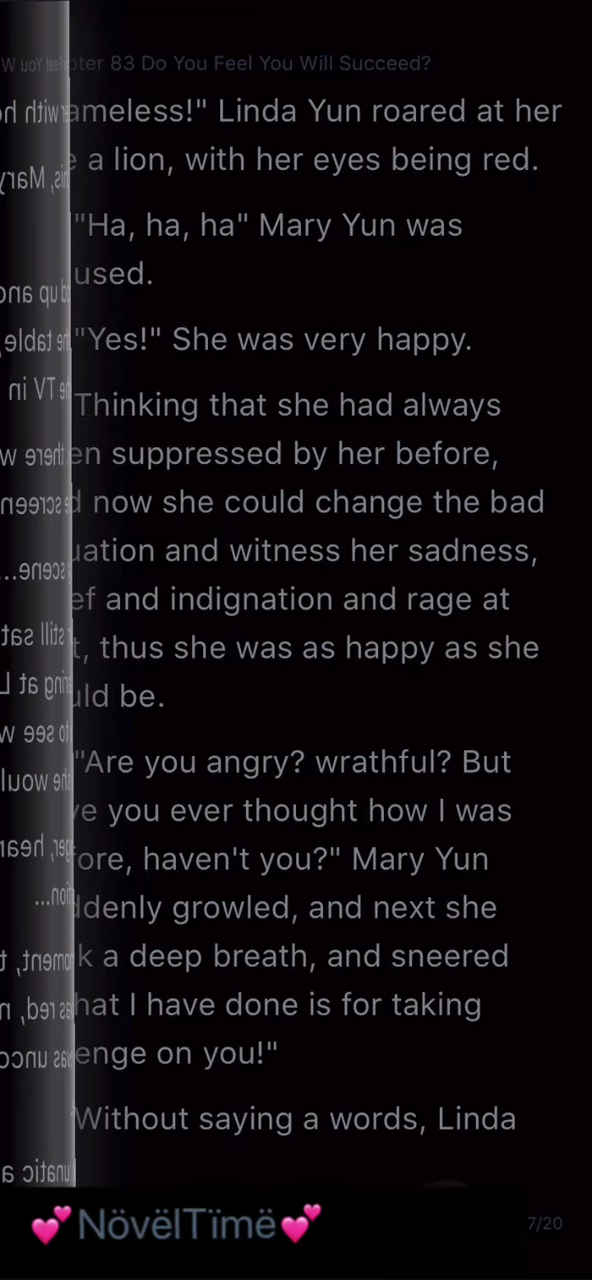 pter 83 Do You Feel You Will Succeed?
ameless!" Linda Yun roared at her
e a lion, with her eyes being red.
"Ha, ha, ha" Mary Yun was
used.
"Yes!" She was very happy.
Thinking that she had always
en suppressed by her before,
d now she could change the bad
uation and witness her sadness,
ef and indignation and rage at
t, thus she was as happy as she
uld be.
"Are you angry? wrathful? But
ve you ever thought how I was
fore, haven't you?" Mary Yun
ddenly growled, and next she
k a deep breath, and sneered
hat I have done is for taking
enge on you!"
Without saying a words, Linda
💕NövëlTïmë💕
7/20